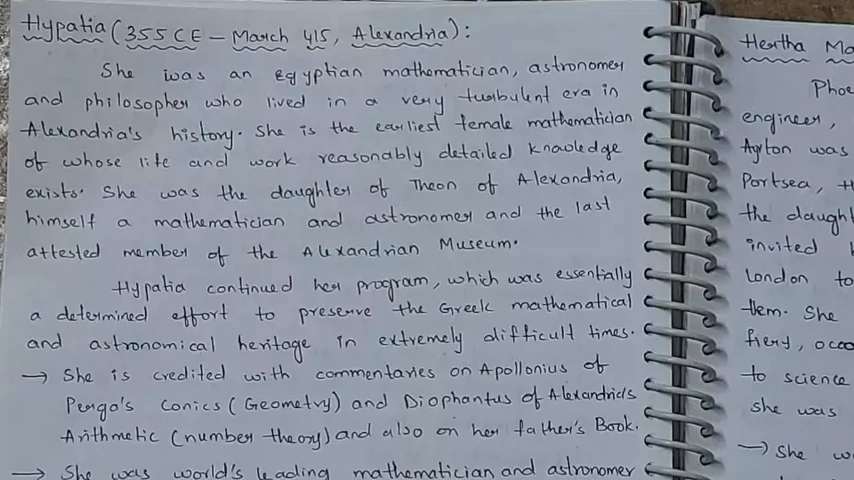 Hypatia (355 CE - March 415, Alexandria):
She was an egyptian mathematician, astronomer
and philosopher who lived in a very turbulent era in
Alexandria's history. She is the earliest female mathematician
of whose life and work reasonably detailed knowledge
exists. She was the daughter of Theon of Alexandria,
himself a mathematician and astronomer and the last
attested member of the Alexandrian Museum.
Hypatia continued her program, which was essentially
a determined effort to preserve the Greek mathematical
and astronomical heritage in extremely difficult times.
→ She is credited with commentaries on Apollonius of
Perga's Conics (Geometry) and Diophantus of Alexandria's
Arithmetic (number theory) and also on her father's Book.
→ She was world's leading mathematician and astronomer
Hertha Ma
Phoe
engineer,
Ayrton was
Portsea, th
the daught
invited
London to
them. She
fiery, occa
to science
she was
→ She w